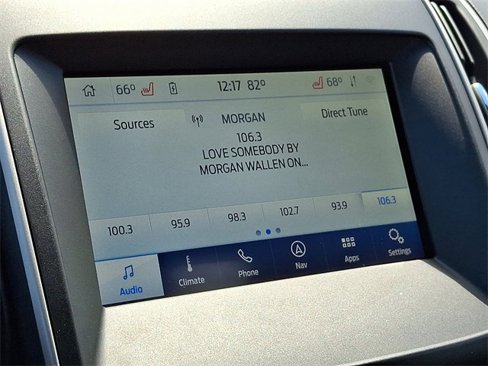 66° 12:17 82° 68°
Sources MORGAN Direct Tune
106.3
LOVE SOMEBODY BY
MORGAN WALLEN ON...
100.3 95.9 98.3 102.7 93.9 106.3
Audio Climate Phone Nav Apps Settings